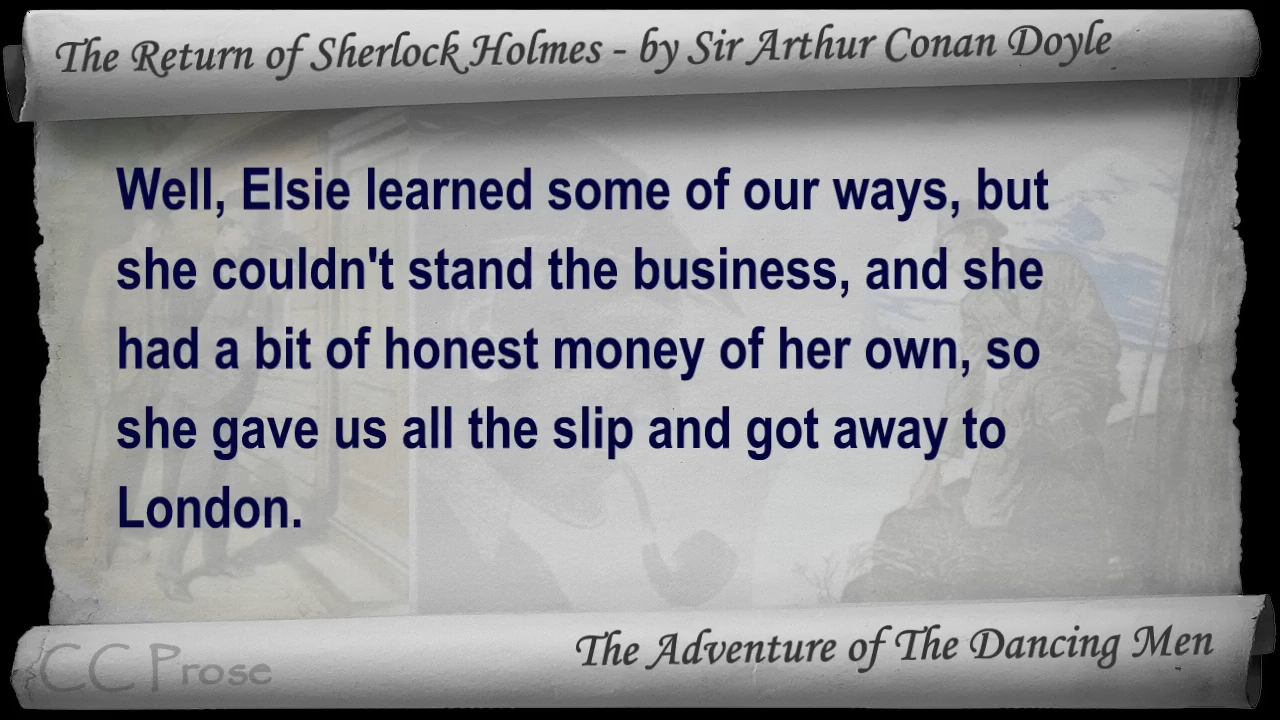 The Return of Sherlock Holmes - by Sir Arthur Conan Doyle
Well, Elsie learned some of our ways, but
she couldn't stand the business, and she
had a bit of honest money of her own, so
she gave us all the slip and got away to
London.
CC Prose
The Adventure of The Dancing Men